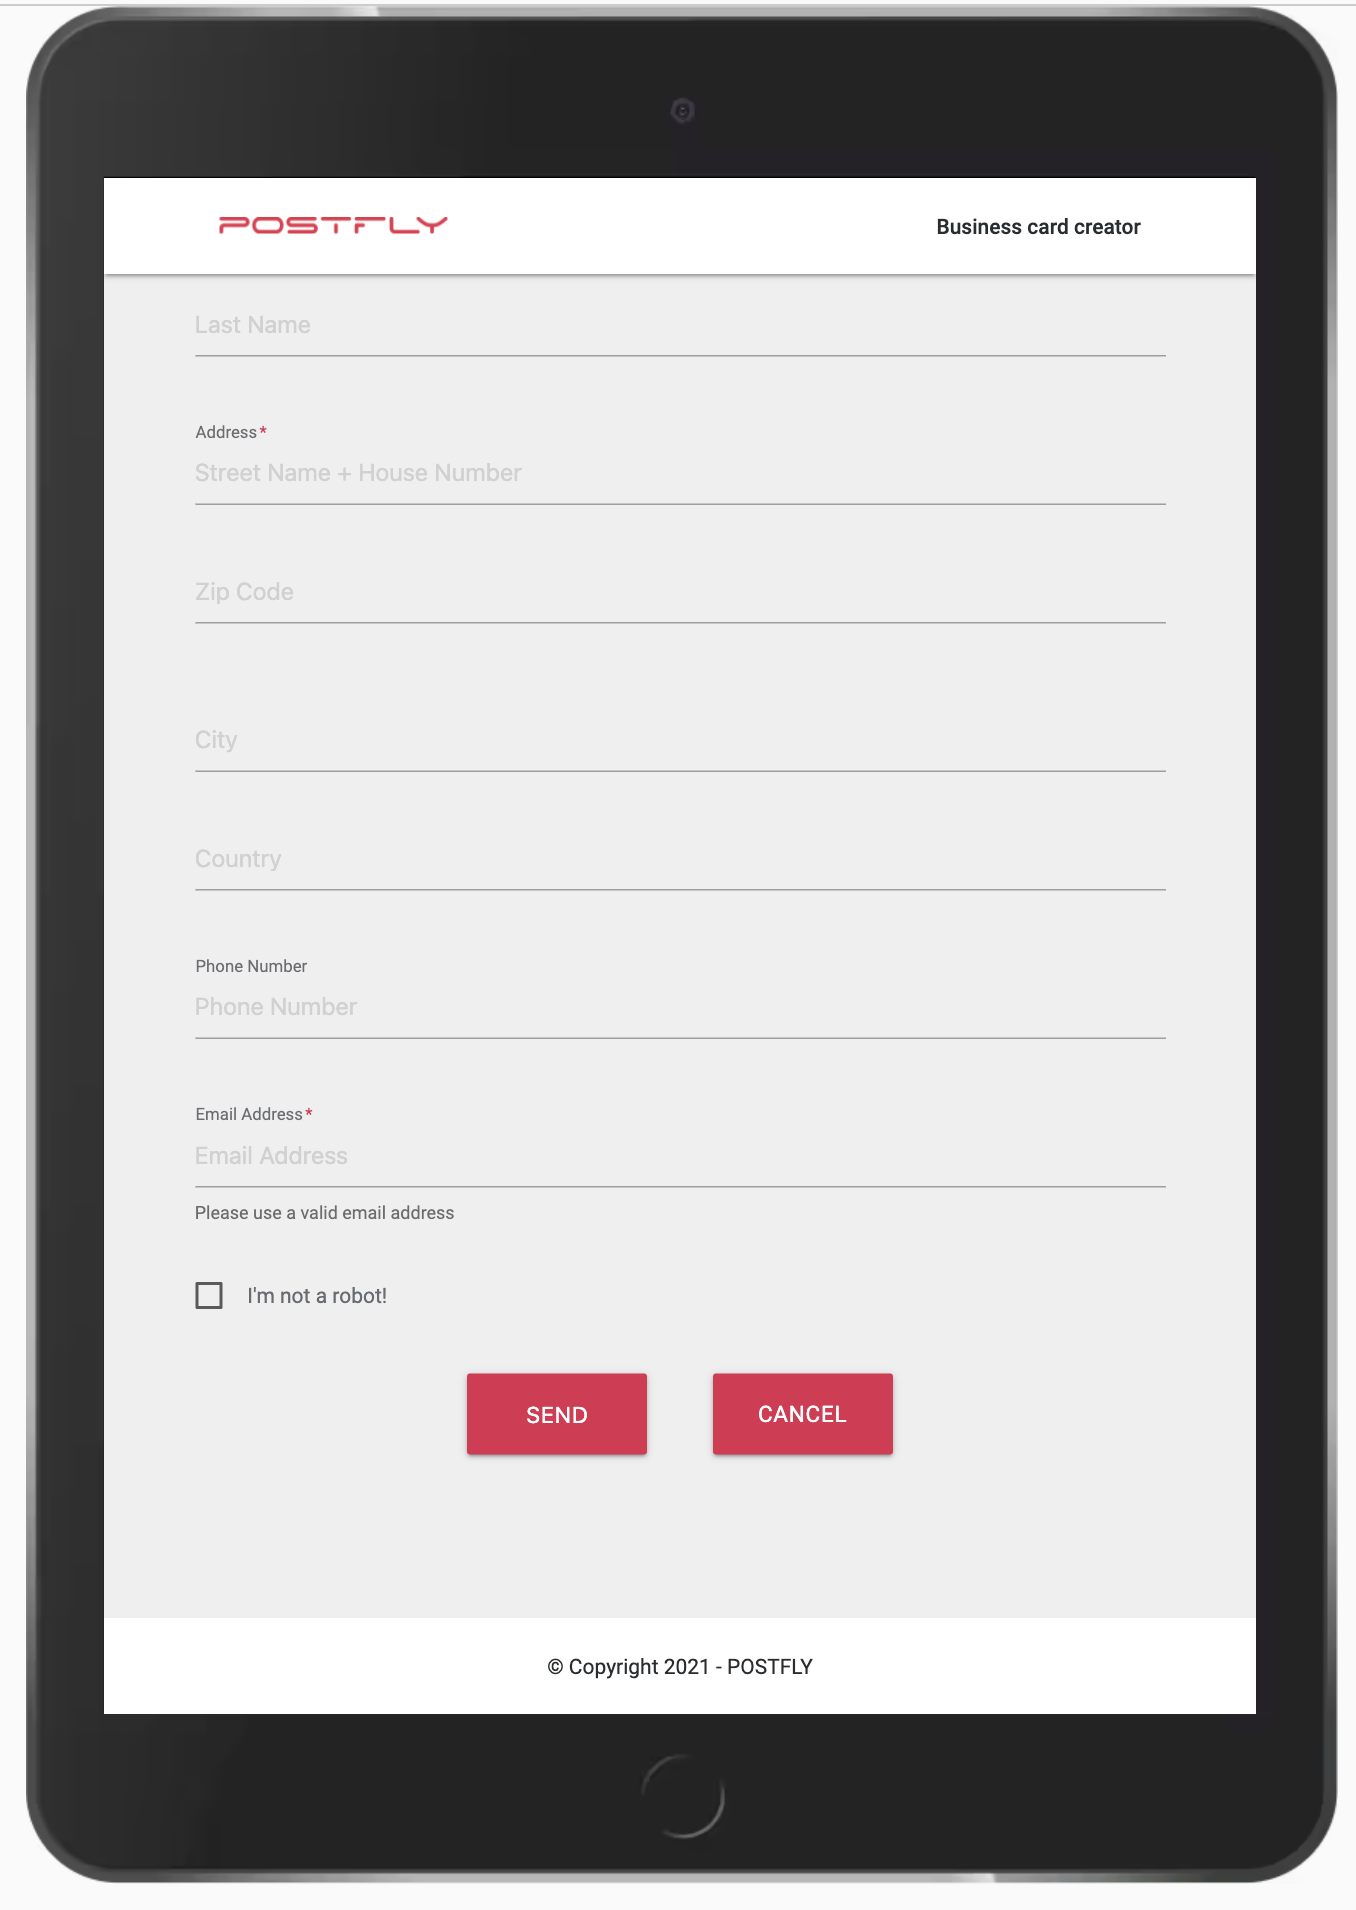 POSTFLY
Business card creator
Last Name
Address*
Street Name + House Number
Zip Code
City
Country
Phone Number
Phone Number
Email Address*
Email Address
Please use a valid email address
I'm not a robot!
SEND
CANCEL
© Copyright 2021 - POSTFLY